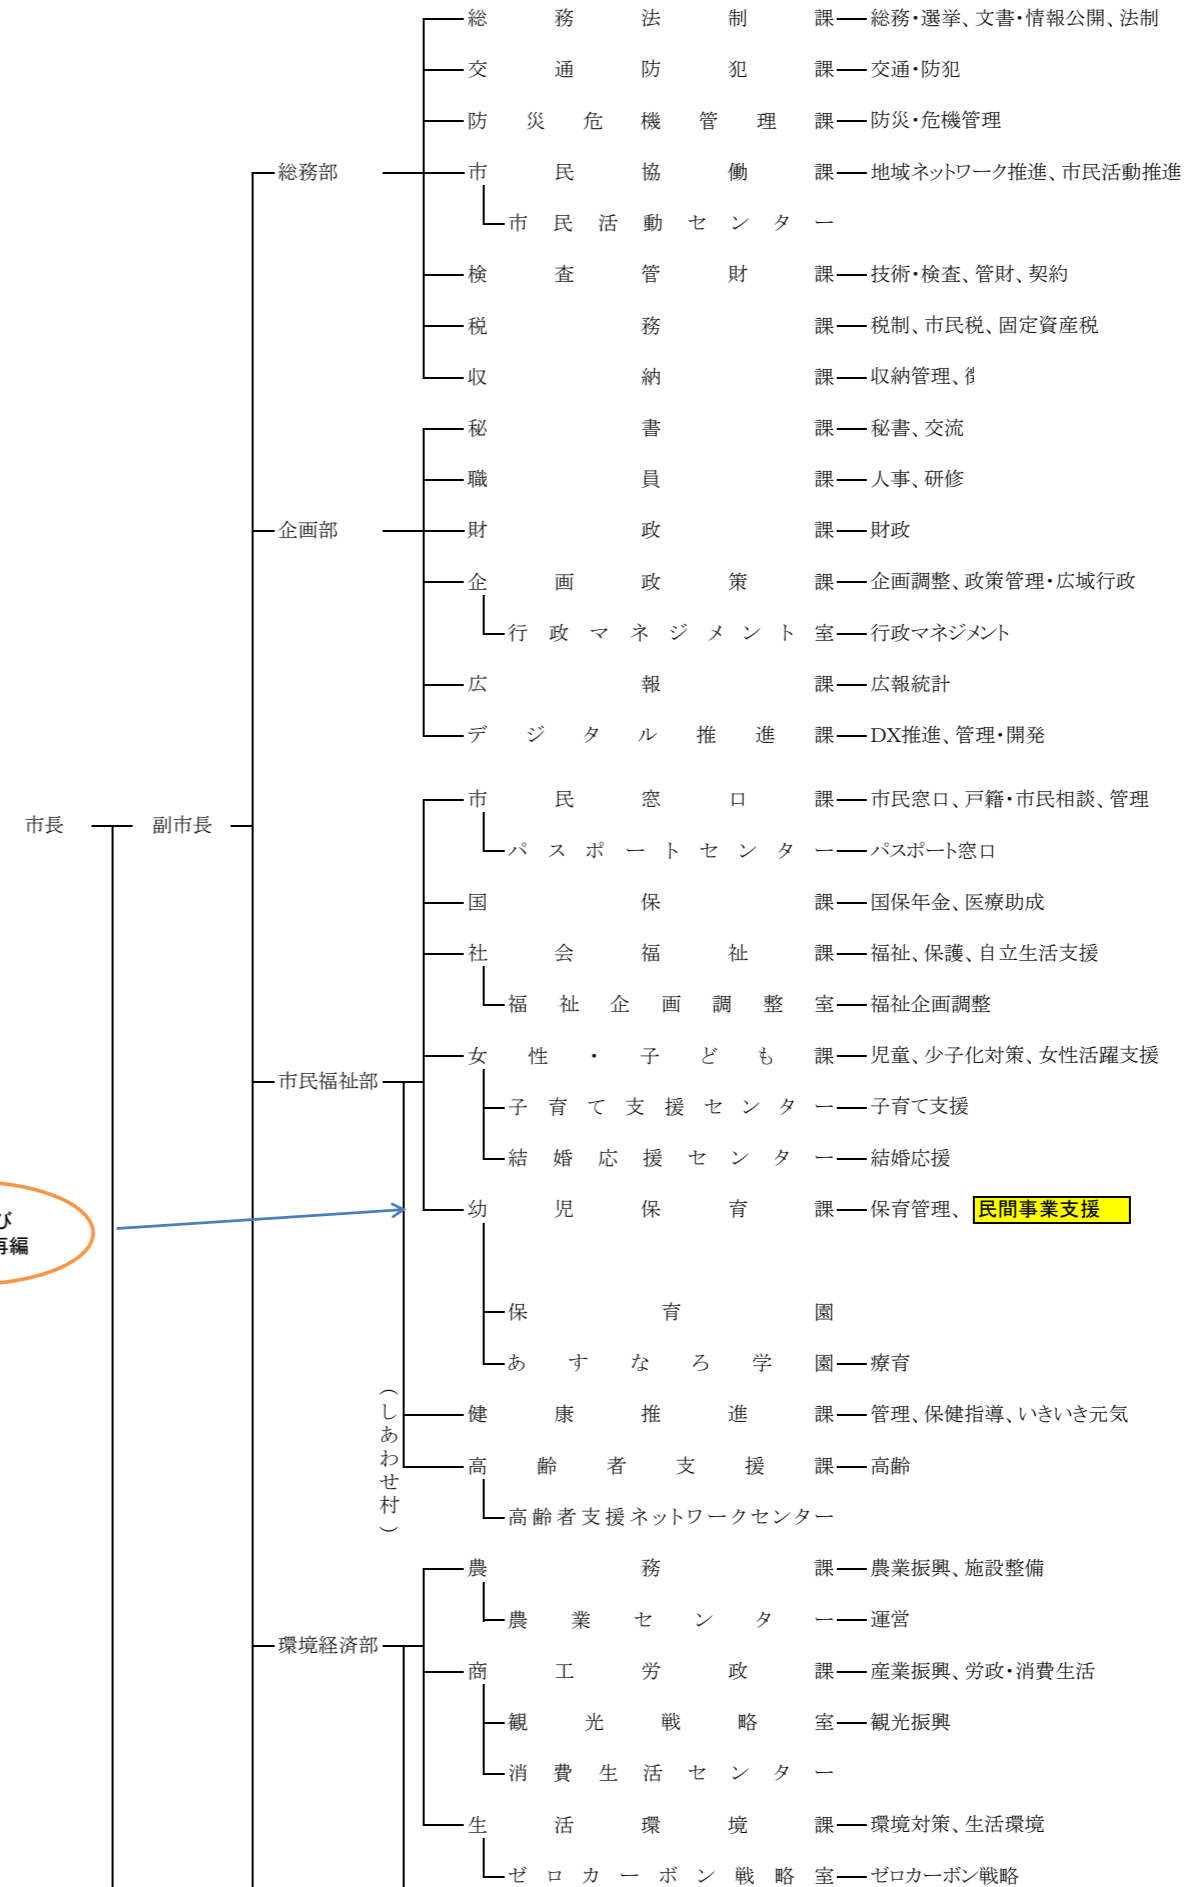 総務法制課 総務・選挙、文書・情報公開、法制
交通防犯課 交通・防犯
防災危機管理課 防災・危機管理
総務部 市民協働課 地域ネットワーク推進、市民活動推進
市民活動センター
検査管財課 技術・検査、管財、契約
税務課 税制、市民税、固定資産税
収納課 収納管理、
秘書課 秘書、交流
職員課 人事、研修
企画部 財政課 財政
企画政策課 企画調整、政策管理・広域行政
行政マネジメント室 行政マネジメント
広報課 広報統計
デジタル推進課 DX推進、管理・開発
市民窓口課 市民窓口、戸籍・市民相談、管理
市長 副市長
パスポートセンター パスポート窓口
国保課 国保年金、医療助成
社会福祉課 福祉、保護、自立生活支援
福祉企画調整室 福祉企画調整
女性・子ども課 児童、少子化対策、女性活躍支援
市民福祉部
子育て支援センター 子育て支援
結婚応援センター 結婚応援
幼児保育課 保育管理、 民間事業支援
び
再編
保育園
あすなろ学園 療育
（しあわせ村）
健康推進課 管理、保健指導、いきいき元気
高齢者支援課 高齢
高齢者支援ネットワークセンター
農務課 農業振興、施設整備
農業センター 運営
環境経済部
商工労政課 産業振興、労政・消費生活
観光戦略室 観光振興
消費生活センター
生活環境課 環境対策、生活環境
ゼロカーボン戦略室 ゼロカーボン戦略